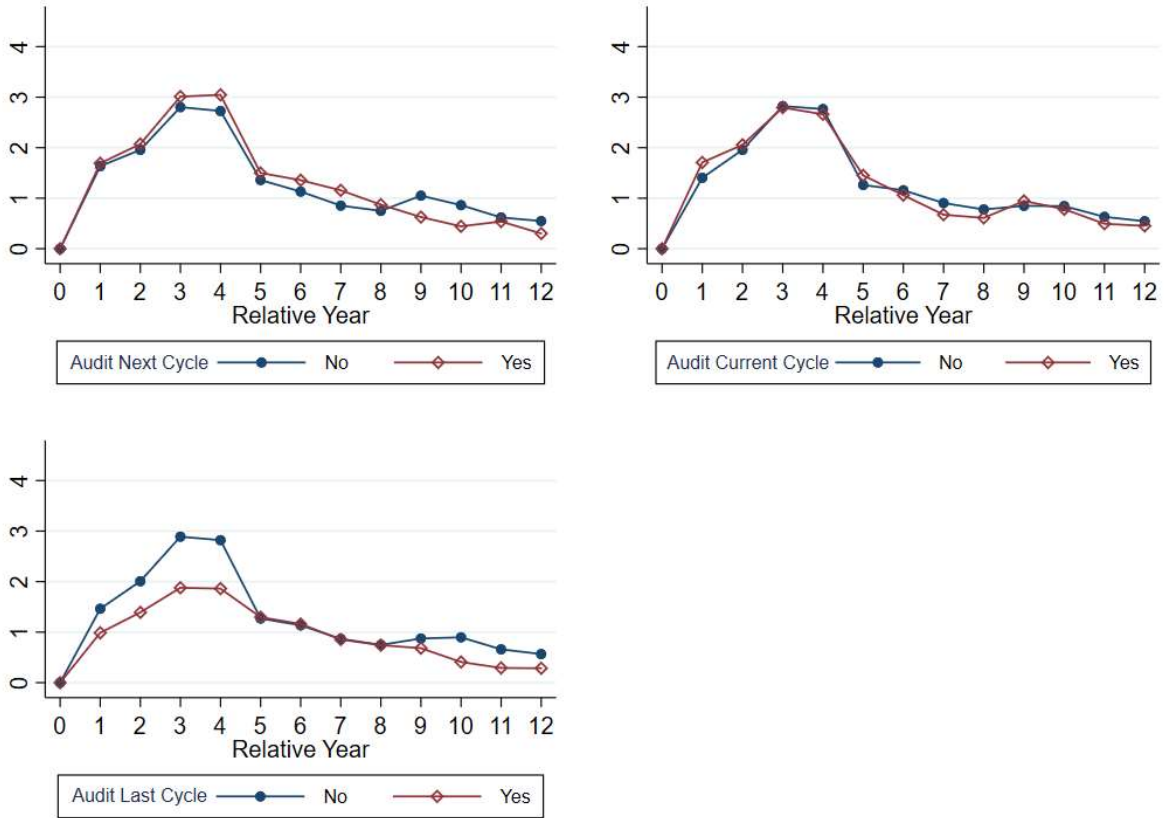 4
3
2
1
0
0 1 2 3 4 5 6 7 8 9 10 11 12
Relative Year
Audit Next Cycle No Yes
4
3
2
1
0
0 1 2 3 4 5 6 7 8 9 10 11 12
Relative Year
Audit Current Cycle No Yes
4
3
2
1
0
0 1 2 3 4 5 6 7 8 9 10 11 12
Relative Year
Audit Last Cycle No Yes